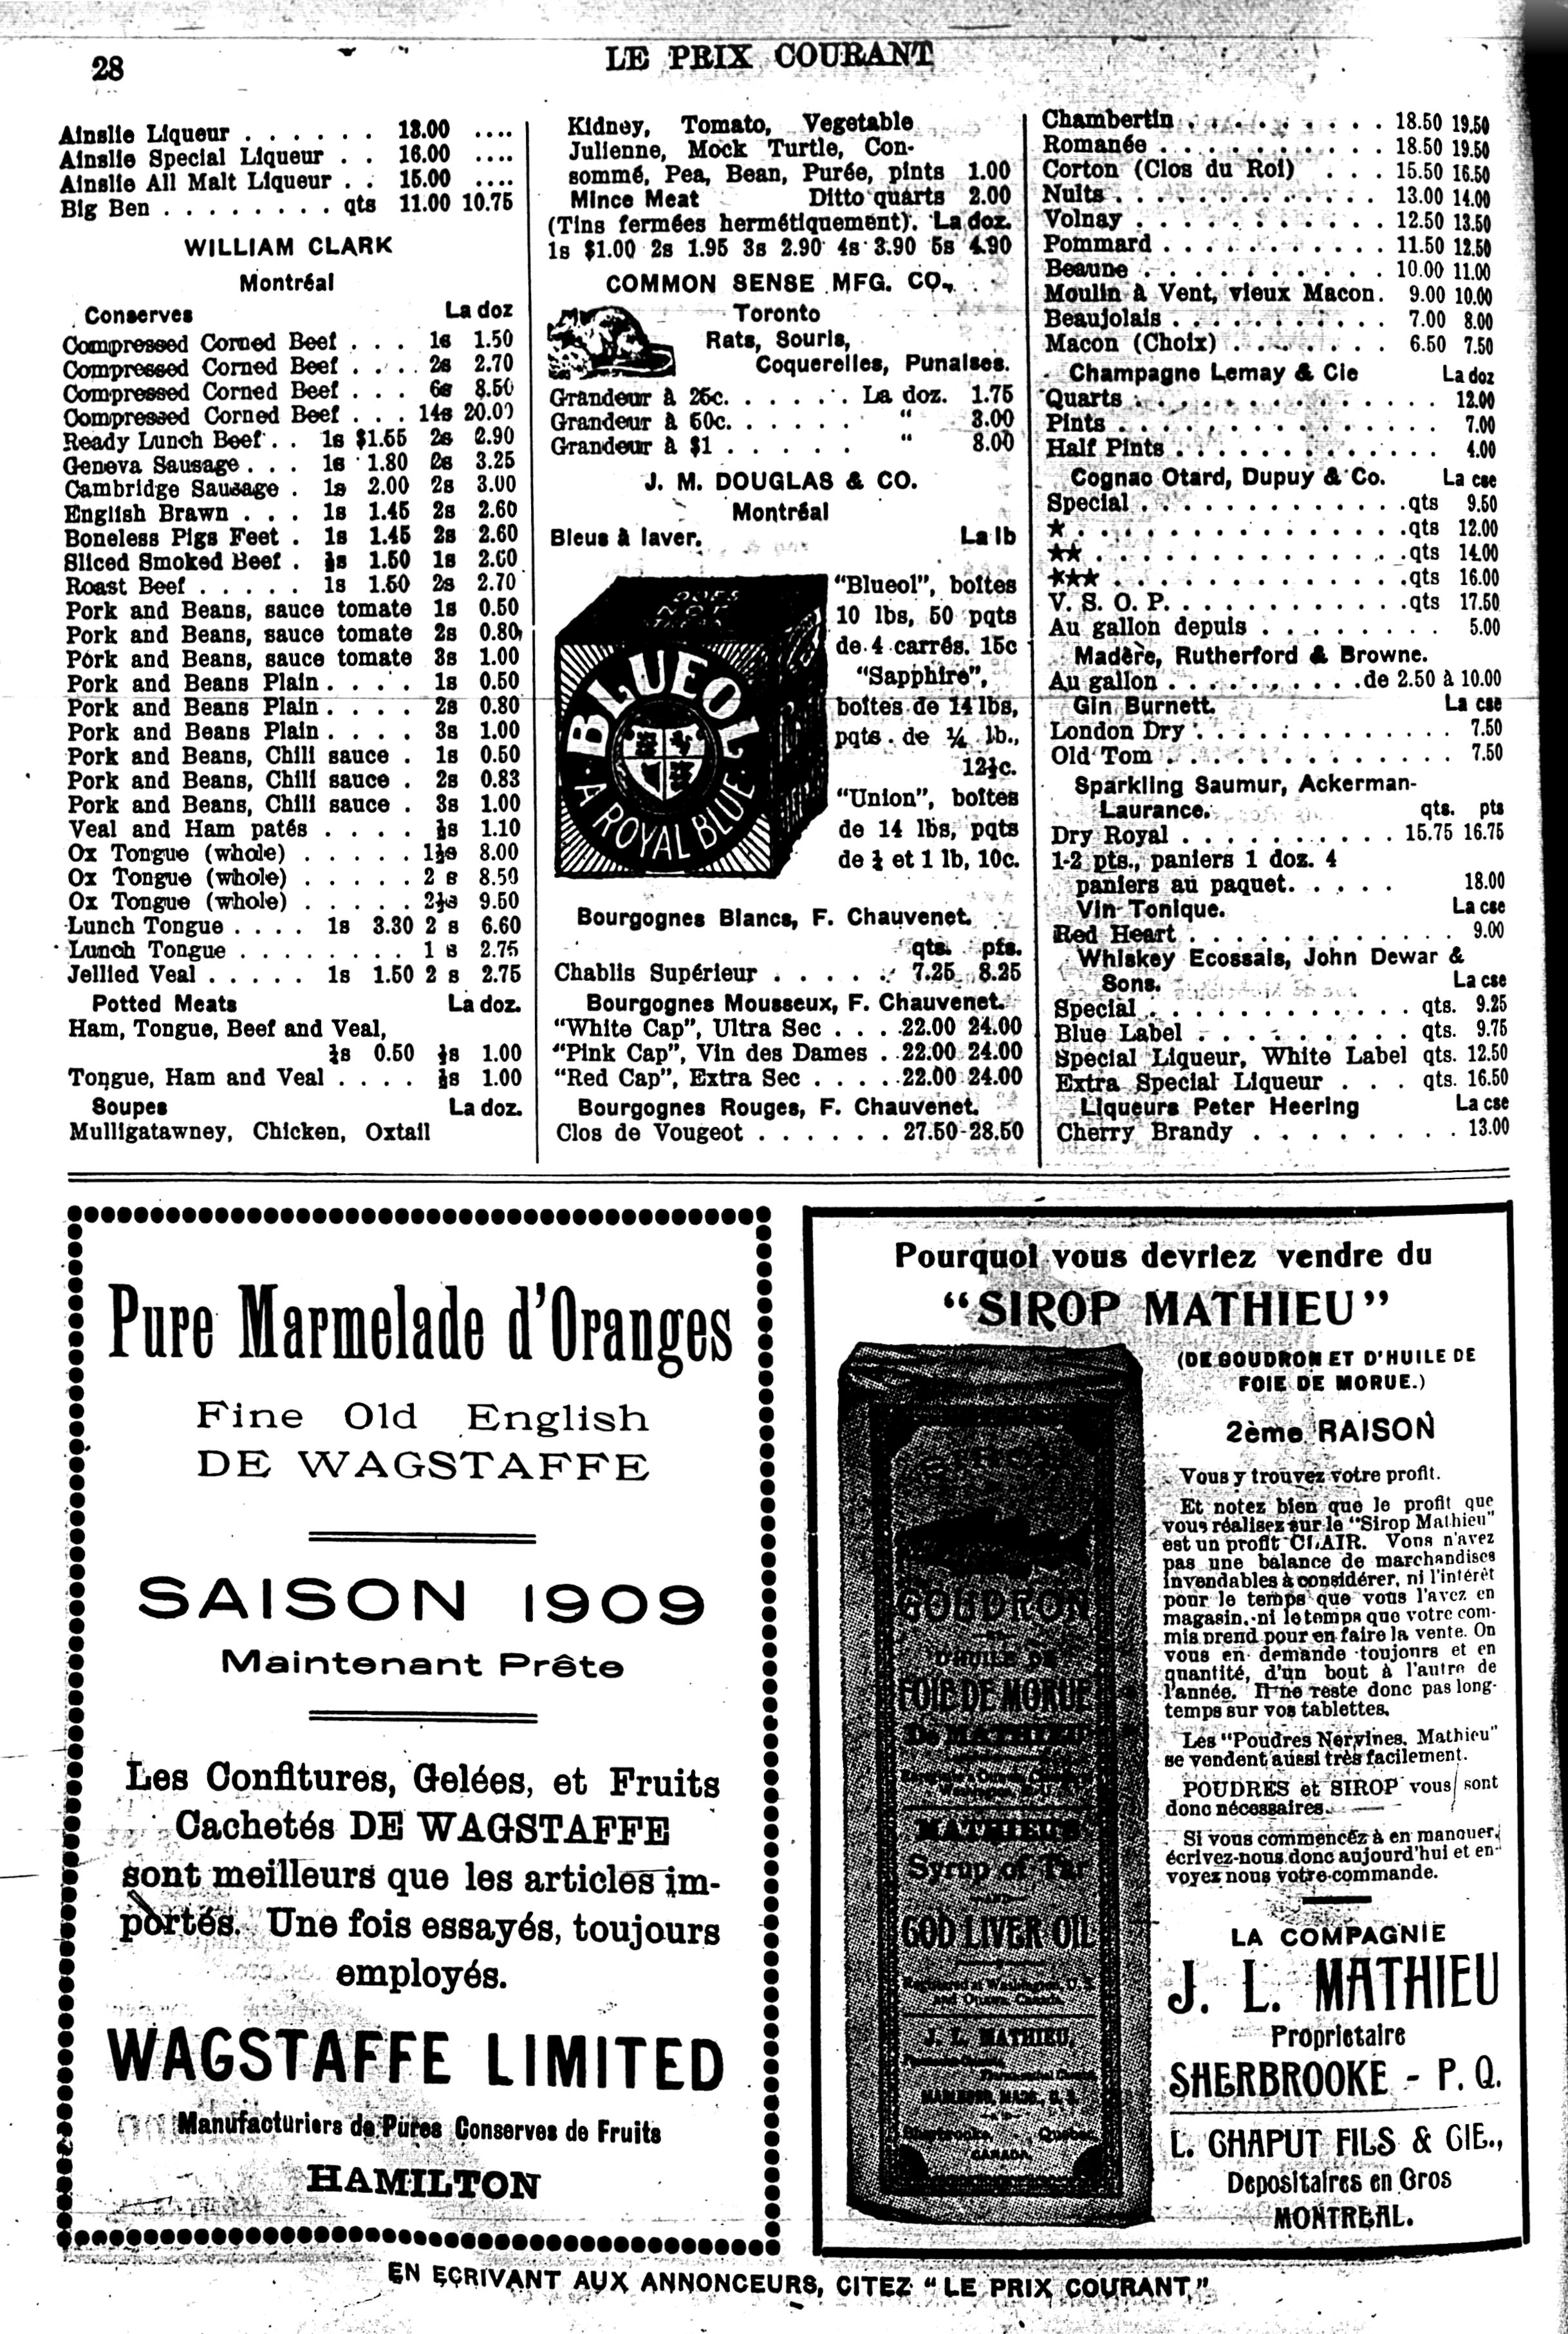 28
LE PRIX COURANT
Ainslie Liqueur . . . . . . 18.00 ....
Ainslie Special Liqueur . . 16.00 ....
Ainslie All Malt Liqueur . . 15.00 ....
Big Ben . . . . . . . . qts 11.00 10.75
WILLIAM CLARK
Montréal
Conserves La doz
Compressed Corned Beef . . . 1s 1.50
Compressed Corned Beef . . . . 2s 2.70
Compressed Corned Beef . . . 6s 8.50
Compressed Corned Beef . . . 14s 20.00
Ready Lunch Beef . . 1s $1.55 2s 2.90
Geneva Sausage . . . 1s 1.80 2s 3.25
Cambridge Sausage . 1s 2.00 2s 3.00
English Brawn . . . 1s 1.45 2s 2.60
Boneless Pigs Feet . 1s 1.45 2s 2.60
Sliced Smoked Beef . ½s 1.50 1s 2.60
Roast Beef . . . . . 1s 1.50 2s 2.70
Pork and Beans, sauce tomate 1s 0.50
Pork and Beans, sauce tomate 2s 0.80
Pork and Beans, sauce tomate 3s 1.00
Pork and Beans Plain . . . . 1s 0.50
Pork and Beans Plain . . . . 2s 0.80
Pork and Beans Plain . . . . 3s 1.00
Pork and Beans, Chili sauce . 1s 0.50
Pork and Beans, Chili sauce . 2s 0.83
Pork and Beans, Chili sauce . 3s 1.00
Veal and Ham patés . . . . ½s 1.10
Ox Tongue (whole) . . . . . 1½s 8.00
Ox Tongue (whole) . . . . . 2 s 8.50
Ox Tongue (whole) . . . . . 2½s 9.50
Lunch Tongue . . . . 1s 3.30 2 s 6.60
Lunch Tongue . . . . . . . . 1 s 2.75
Jellied Veal . . . . . 1s 1.50 2 s 2.75
Potted Meats La doz.
Ham, Tongue, Beef and Veal,
¼s 0.50 ½s 1.00
Tongue, Ham and Veal . . . . ½s 1.00
Soupes La doz.
Mulligatawney, Chicken, Oxtail
Kidney, Tomato, Vegetable
Julienne, Mock Turtle, Con-
sommé, Pea, Bean, Purée, pints 1.00
Mince Meat Ditto quarts 2.00
(Tins fermées hermétiquement). La doz.
1s $1.00 2s 1.95 3s 2.90 4s 3.90 5s 4.90
COMMON SENSE MFG. CO.,
Toronto
Rats, Souris,
Coquerelles, Punaises.
Grandeur à 25c. . . . . . . La doz. 1.75
Grandeur à 50c. . . . . . " 3.00
Grandeur à $1 . . . . . " 8.00
J. M. DOUGLAS & CO.
Montréal
Bleus à laver. La lb
DOES
NOT
BLUEOL
A ROYAL BLUE
"Blueol", boîtes
10 lbs, 50 pqts
de 4 carrés. 15c
"Sapphire",
boîtes de 14 lbs,
pqts de ¼ lb.,
12½c.
"Union", boîtes
de 14 lbs, pqts
de ½ et 1 lb, 10c.
Bourgognes Blancs, F. Chauvenet.
qts. pts.
Chablis Supérieur . . . . . 7.25 8.25
Bourgognes Mousseux, F. Chauvenet.
"White Cap", Ultra Sec . . . .22.00 24.00
"Pink Cap", Vin des Dames . .22.00 24.00
"Red Cap", Extra Sec . . . . .22.00 24.00
Bourgognes Rouges, F. Chauvenet.
Clos de Vougeot . . . . . . 27.50-28.50
Chambertin . . . . . . . . . 18.50 19.50
Romanée . . . . . . . . . . 18.50 19.50
Corton (Clos du Roi) . . . 15.50 16.50
Nuits . . . . . . . . . . . 13.00 14.00
Volnay . . . . . . . . . . 12.50 13.50
Pommard . . . . . . . . . . 11.50 12.50
Beaune . . . . . . . . . . 10.00 11.00
Moulin à Vent, vieux Macon. 9.00 10.00
Beaujolais . . . . . . . . . 7.00 8.00
Macon (Choix) . . . . . . . 6.50 7.50
Champagne Lemay & Cie La doz
Quarts . . . . . . . . . . . . . 12.00
Pints . . . . . . . . . . . . . . 7.00
Half Pints . . . . . . . . . . . 4.00
Cognac Otard, Dupuy & Co. La cse
Special . . . . . . . . . . . .qts 9.50
★ . . . . . . . . . . . . . .qts 12.00
★★ . . . . . . . . . . . . .qts 14.00
★★★ . . . . . . . . . . . .qts 16.00
V. S. O. P. . . . . . . . . . .qts 17.50
Au gallon depuis . . . . . . . . 5.00
Madère, Rutherford & Browne.
Au gallon . . . . . . . . . .de 2.50 à 10.00
Gin Burnett. La cse
London Dry . . . . . . . . . . . 7.50
Old Tom . . . . . . . . . . . . 7.50
Sparkling Saumur, Ackerman-
Laurance. qts. pts
Dry Royal . . . . . . . . . . 15.75 16.75
1-2 pts., paniers 1 doz. 4
paniers au paquet. . . . . 18.00
Vin Tonique. La cse
Red Heart . . . . . . . . . . . 9.00
Whiskey Ecossais, John Dewar &
Sons. La cse
Special . . . . . . . . . . . qts. 9.25
Blue Label . . . . . . . . . qts. 9.75
Special Liqueur, White Label qts. 12.50
Extra Special Liqueur . . . qts. 16.50
Liqueurs Peter Heering La cse
Cherry Brandy . . . . . . . . . 13.00
Pure Marmelade d'Oranges
Fine Old English
DE WAGSTAFFE
SAISON 1909
Maintenant Prête
Les Confitures, Gelées, et Fruits
Cachetés DE WAGSTAFFE
sont meilleurs que les articles im-
portés. Une fois essayés, toujours
employés.
WAGSTAFFE LIMITED
Manufacturiers de Pures Conserves de Fruits
HAMILTON
Pourquoi vous devriez vendre du
"SIROP MATHIEU"
(DE GOUDRON ET D'HUILE DE
FOIE DE MORUE.)
2ème RAISON
Vous y trouvez votre profit.
Et notez bien que le profit que
vous réalisez sur le "Sirop Mathieu"
est un profit CLAIR. Vous n'avez
pas une balance de marchandises
invendables à considérer, ni l'intérêt
pour le temps que vous l'avez en
magasin, ni le temps que votre com-
mis prend pour en faire la vente. On
vous en demande toujours et en
quantité, d'un bout à l'autre de
l'année. Il ne reste donc pas long-
temps sur vos tablettes.
Les "Poudres Nervines, Mathieu"
se vendent aussi très facilement.
POUDRES et SIROP vous sont
donc nécessaires.
Si vous commencez à en manquer,
écrivez-nous donc aujourd'hui et en-
voyez nous votre commande.
LA COMPAGNIE
J. L. MATHIEU
Proprietaire
SHERBROOKE - P. Q.
L. CHAPUT FILS & CIE.,
Depositaires en Gros
MONTREAL.
SIROP
GOUDRON
D'HUILE DE
FOIE DE MORUE
De MATHIEU
MATHIEU'S
Syrup of Tar
COD LIVER OIL
J. L. MATHIEU,
CANADA
EN ECRIVANT AUX ANNONCEURS, CITEZ "LE PRIX COURANT"